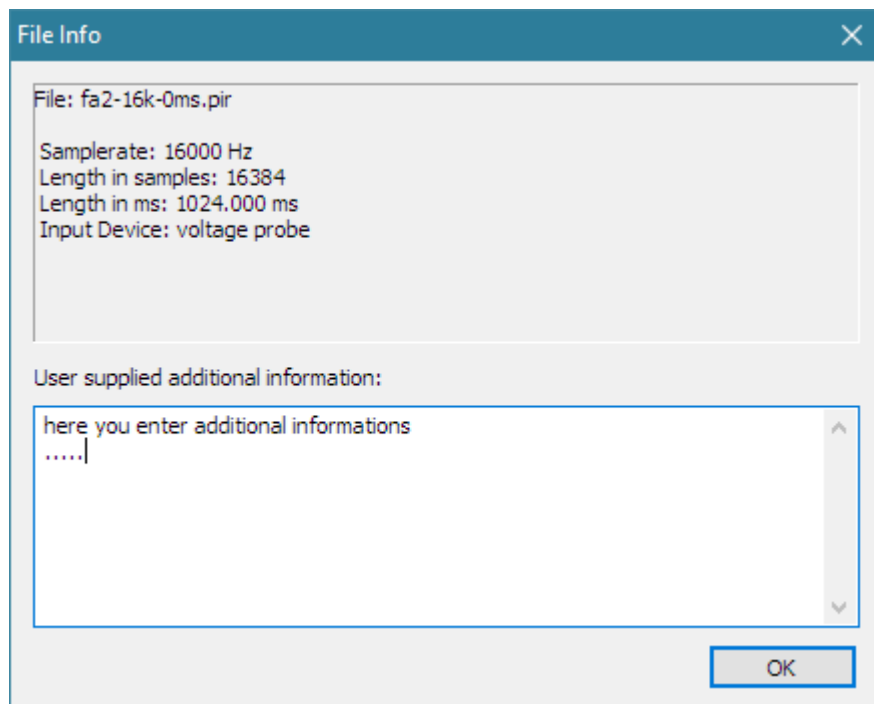 File Info
File: fa2-16k-0ms.pir
Samplerate: 16000 Hz
Length in samples: 16384
Length in ms: 1024.000 ms
Input Device: voltage probe
User supplied additional information:
here you enter additional informations
.....
OK